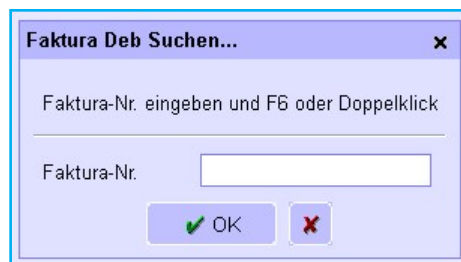 Faktura Deb Suchen...
Faktura-Nr. eingeben und F6 oder Doppelklick
Faktura-Nr.
OK